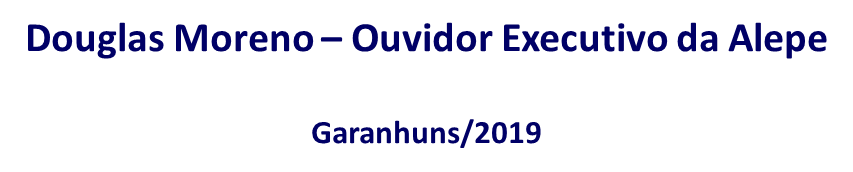 Douglas Moreno – Ouvidor Executivo da Alepe
Garanhuns/2019